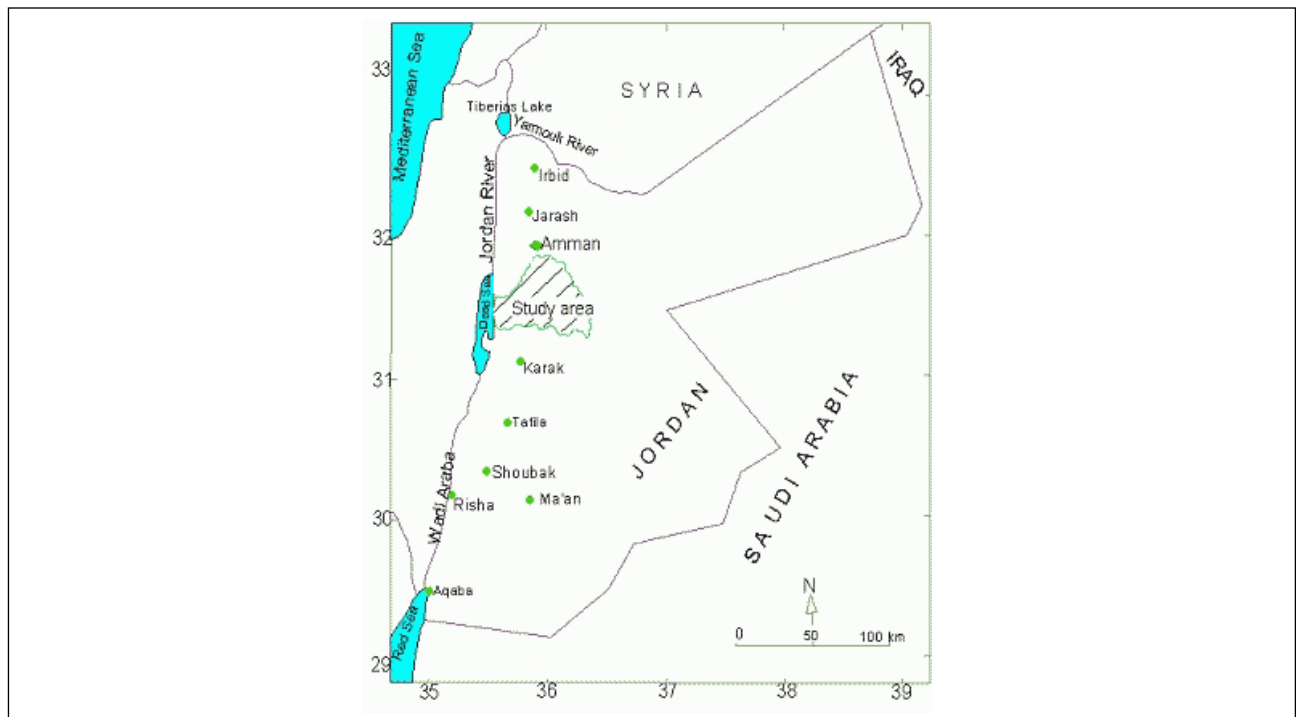 33
Mediterranean Sea
SYRIA
IRAQ
Tiberias Lake
Yarmouk River
Irbid
Jordan River
Jarash
32
Amman
Dead Sea
Study area
Karak
31
Tafila
JORDAN
SAUDI ARABIA
Shoubak
Wadi Araba
Risha
Ma'an
30
Aqaba
N
Red Sea
0 50 100 km
29
35 36 37 38 39